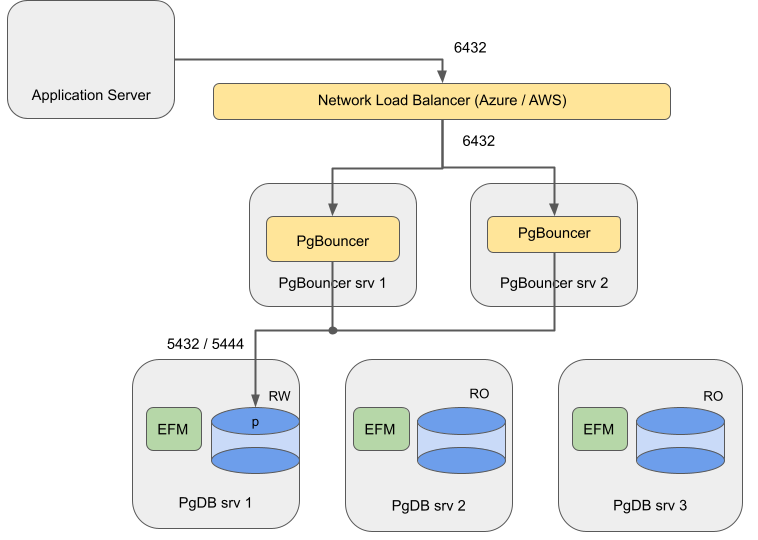 6432
Application Server
Network Load Balancer (Azure / AWS)
6432
PgBouncer
PgBouncer
PgBouncer srv 1
PgBouncer srv 2
5432 / 5444
RW
RO
RO
EFM
p
EFM
EFM
PgDB srv 1
PgDB srv 2
PgDB srv 3